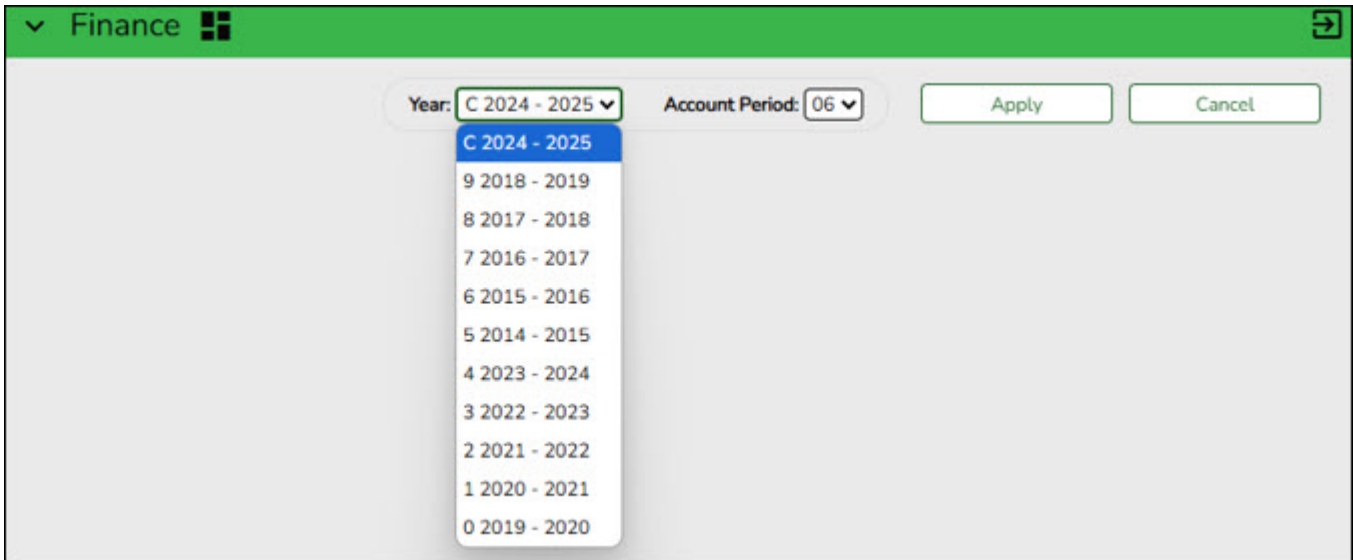 Finance
Year: C 2024 - 2025 Account Period: 06 Apply Cancel
C 2024 - 2025
9 2018 - 2019
8 2017 - 2018
7 2016 - 2017
6 2015 - 2016
5 2014 - 2015
4 2023 - 2024
3 2022 - 2023
2 2021 - 2022
1 2020 - 2021
0 2019 - 2020